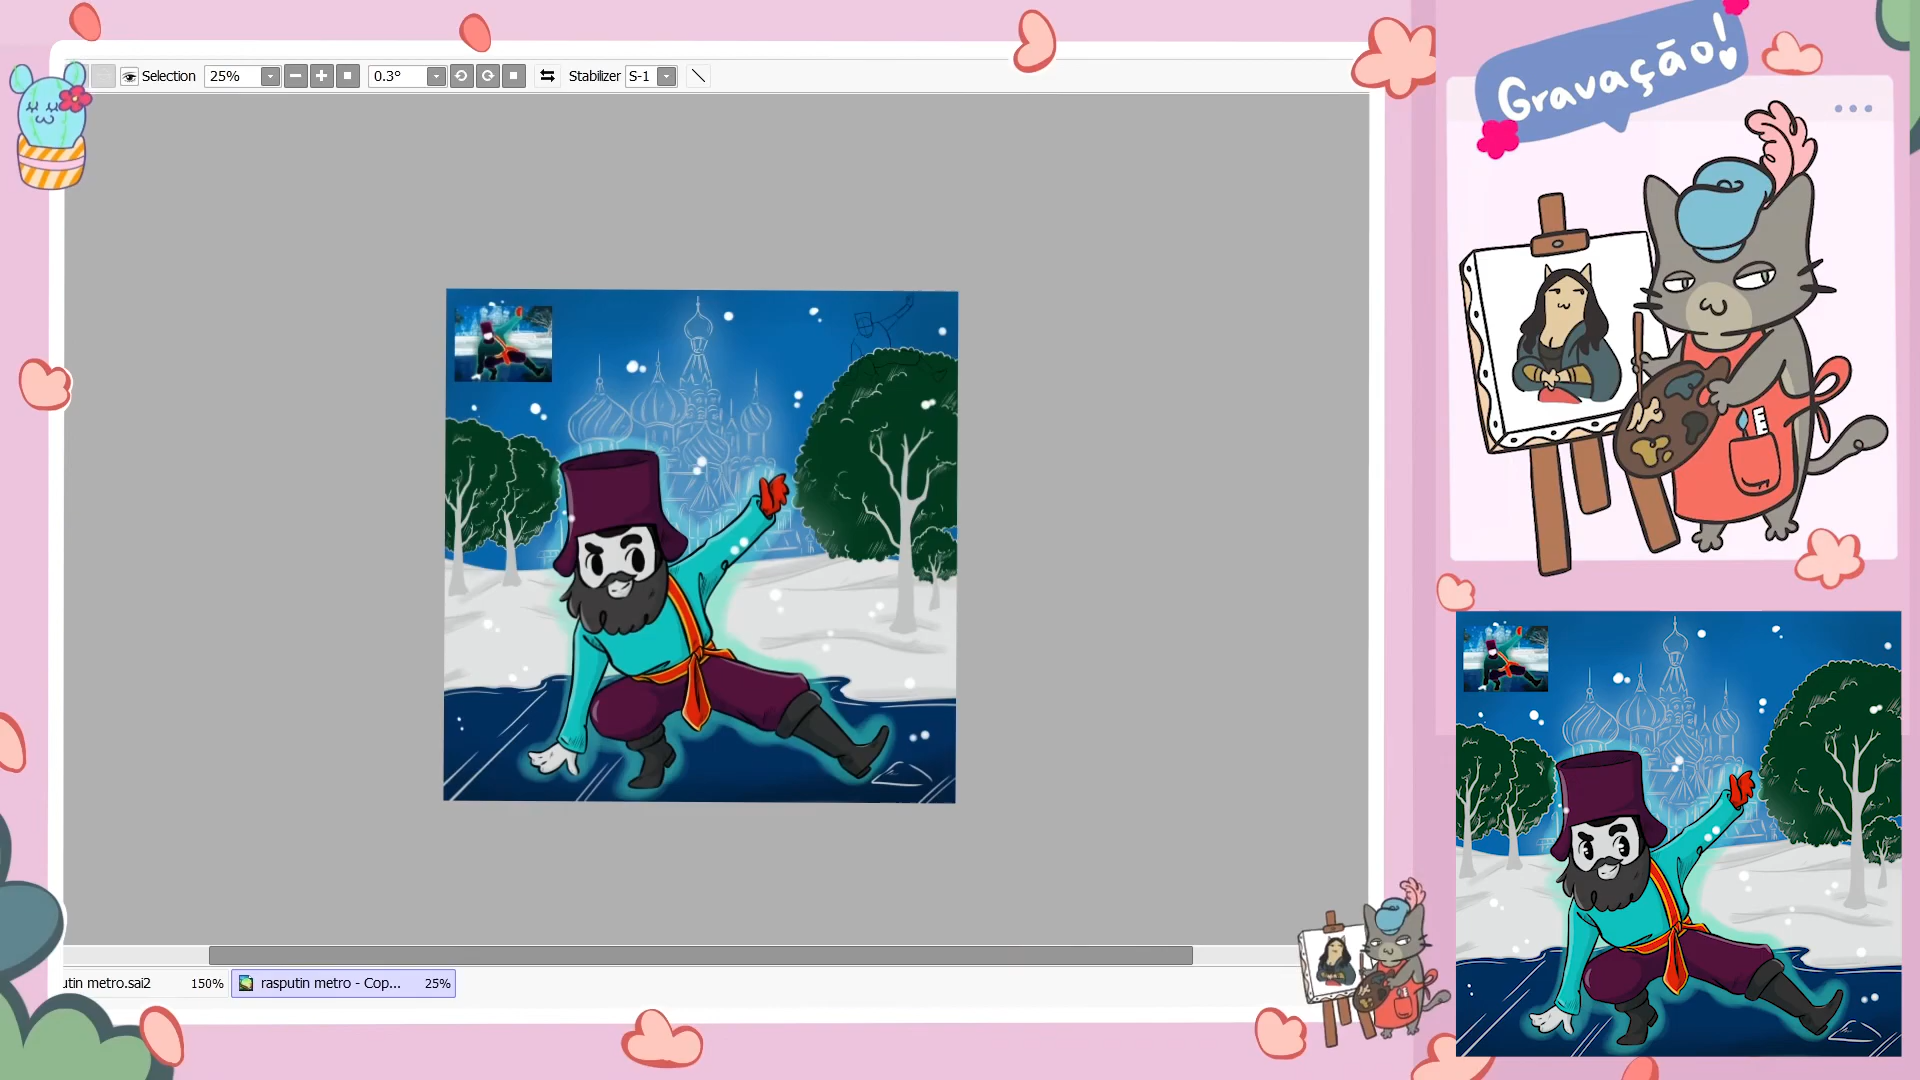 Selection 25% 0.3° Stabilizer S-1
Gravação!
utin metro.sai2 150% rasputin metro - Cop... 25%